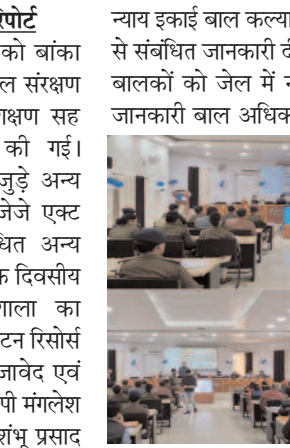 रिपोर्ट
को बांका
ल संरक्षण
क्षण सह
की गई।
जुड़े अन्य
जेजे एक्ट
धित अन्य
क दिवसीय
शाला का
टन रिसोर्स
जावेद एवं
पी मंगलेश
शंभू प्रसाद
न्याय इकाई बाल कल्या
से संबंधित जानकारी दी
बालकों को जेल में न
जानकारी बाल अधिक